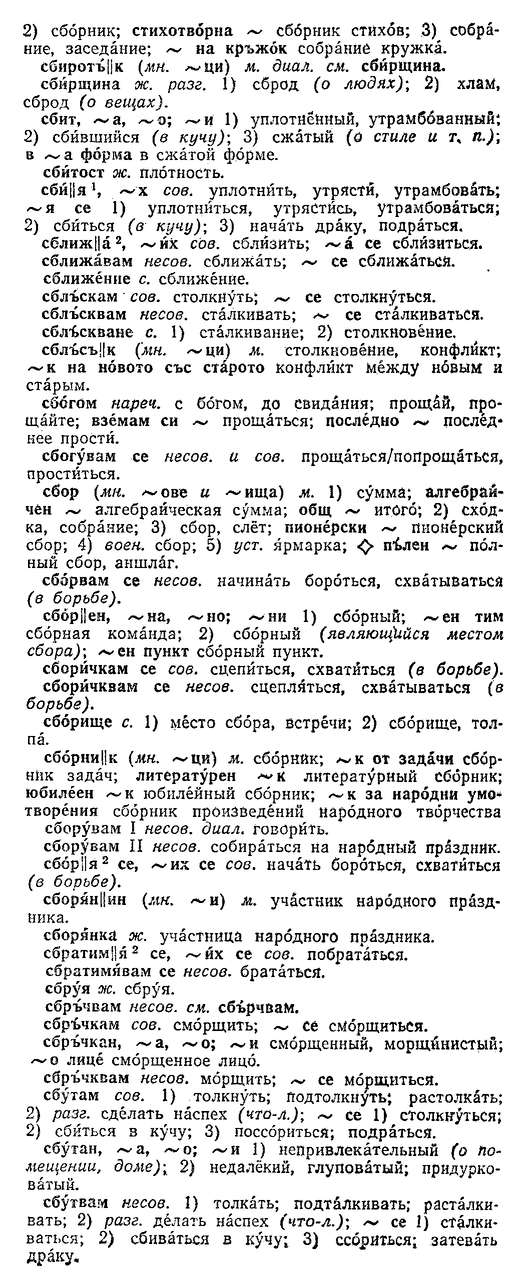 2) сбо́рник; стихотво́рна ~ сбо́рник стихо́в; 3) собра́-
ние, заседа́ние; ~ на кръжо́к собра́ние кружка́.
сбиротъ́||к (мн. ~ци) м. диал. см. сби́рщина.
сби́рщина ж. разг. 1) сброд (о людях); 2) хлам,
сброд (о вещах).
сбит, ~а, ~о; ~и 1) уплотнённый, утрамбо́ванный;
2) сби́вшийся (в кучу); 3) сжа́тый (о стиле и т. п.);
в ~а фо́рма в сжа́той фо́рме.
сби́тост ж. пло́тность.
сби́||я¹, ~х сов. уплотни́ть, утрясти́, утрамбова́ть;
~я се 1) уплотни́ться, утрясти́сь, утрамбова́ться;
2) сби́ться (в кучу); 3) нача́ть дра́ку, подра́ться.
сближ||а́², ~и́х сов. сбли́зить; ~а́ се сбли́зиться.
сближа́вам несов. сближа́ть; ~ се сближа́ться.
сближе́ние с. сближе́ние.
сблъ́скам сов. столкну́ть; ~ се столкну́ться.
сблъ́сквам несов. ста́лкивать; ~ се ста́лкиваться.
сблъ́скване с. 1) ста́лкивание; 2) столкнове́ние.
сблъ́съ||к (мн. ~ци) м. столкнове́ние, конфли́кт;
~к на но́вото със ста́рото конфли́кт ме́жду но́вым и
ста́рым.
сбо́гом нареч. с бо́гом, до свида́ния; проща́й, про-
ща́йте; взе́мам си ~ проща́ться; после́дно ~ после́д-
нее прости́.
сбогу́вам се несов. и сов. проща́ться/попроща́ться,
прости́ться.
сбор (мн. ~ове и ~ища) м. 1) су́мма; алгебраи́-
чен ~ алгебраи́ческая су́мма; общ ~ ито́го; 2) схо́д-
ка, собра́ние; 3) сбор, слёт; пионе́рски ~ пионе́рский
сбор; 4) воен. сбор; 5) уст. я́рмарка; ◇ пъ́лен ~ по́л-
ный сбор, аншла́г.
сбо́рвам се несов. начина́ть боро́ться, схва́тываться
(в борьбе).
сбо́р||ен, ~на, ~но; ~ни 1) сбо́рный; ~ен тим
сбо́рная кома́нда; 2) сбо́рный (являющийся местом
сбора); ~ен пункт сбо́рный пункт.
сбори́чкам се сов. сцепи́ться, схвати́ться (в борьбе).
сбори́чквам се несов. сцепля́ться, схва́тываться (в
борьбе).
сбо́рище с. 1) ме́сто сбо́ра, встре́чи; 2) сбо́рище, тол-
па́.
сбо́рни||к (мн. ~ци) м. сбо́рник; ~к от зада́чи сбо́р-
ник зада́ч; литерату́рен ~к литерату́рный сбо́рник;
юбиле́ен ~к юбиле́йный сбо́рник; ~к за наро́дни умо-
творе́ния сбо́рник произведе́ний наро́дного тво́рчества
сбору́вам I несов. диал. говори́ть.
сбору́вам II несов. собира́ться на наро́дный пра́здник.
сбо́р||я² се, ~их се сов. нача́ть боро́ться, схвати́ться
(в борьбе).
сборя́н||ин (мн. ~и) м. уча́стник наро́дного пра́зд-
ника.
сборя́нка ж. уча́стница наро́дного пра́здника.
сбратим||я́² се, ~и́х се сов. побрата́ться.
сбратимя́вам се несов. брата́ться.
сбру́я ж. сбру́я.
сбръ́чвам несов. см. сбъ́рчвам.
сбръ́чкам сов. смо́рщить; ~ се смо́рщиться.
сбръ́чкан, ~а, ~о; ~и смо́рщенный, морщи́нистый;
~о лице́ смо́рщенное лицо́.
сбръ́чквам несов. мо́рщить; ~ се мо́рщиться.
сбу́там сов. 1) толкну́ть; подтолкну́ть; растолка́ть;
2) разг. сде́лать на́спех (что-л.); ~ се 1) столкну́ться;
2) сби́ться в ку́чу; 3) поссо́риться; подра́ться.
сбу́тан, ~а, ~о; ~и 1) непривлека́тельный (о по-
мещении, доме); 2) недалёкий, глупова́тый; придурко-
ва́тый.
сбу́твам несов. 1) толка́ть; подта́лкивать; раста́лки-
вать; 2) разг. де́лать на́спех (что-л.); ~ се 1) ста́лки-
ваться; 2) сбива́ться в ку́чу; 3) ссо́риться; затева́ть
дра́ку.